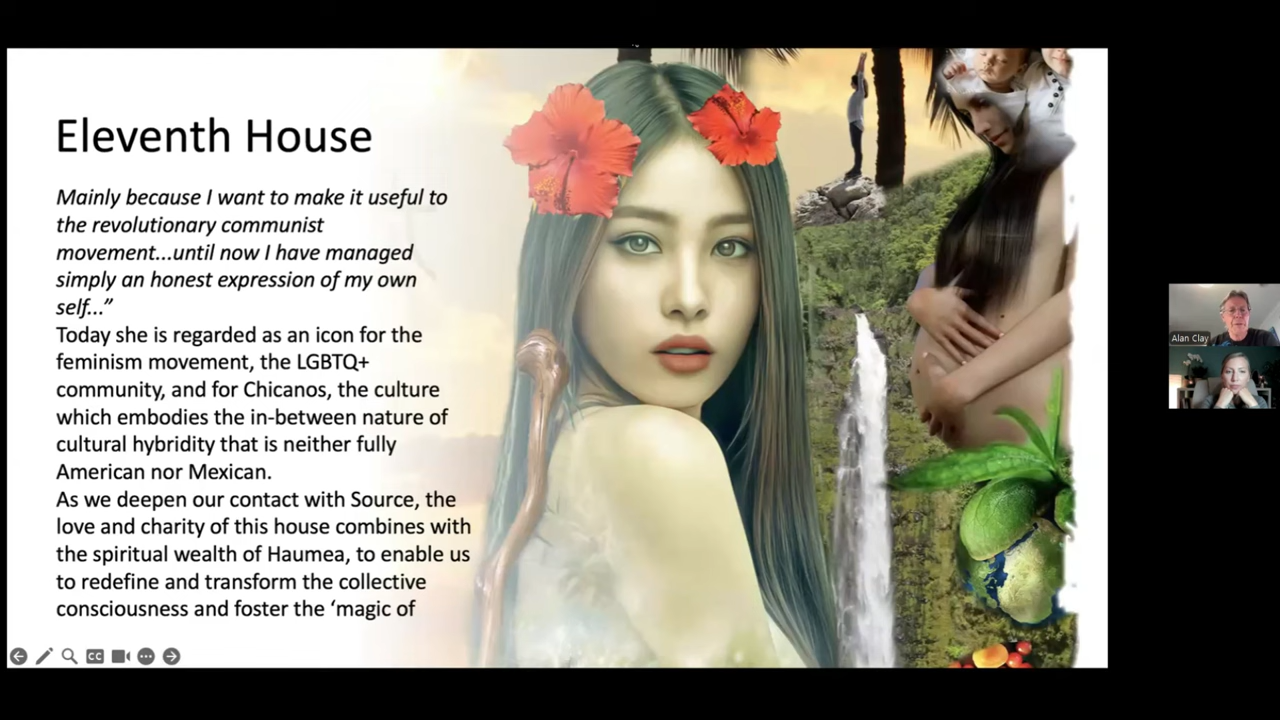 Eleventh House
Mainly because I want to make it useful to
the revolutionary communist
movement...until now I have managed
simply an honest expression of my own
self...”
Today she is regarded as an icon for the
feminism movement, the LGBTQ+
community, and for Chicanos, the culture
which embodies the in-between nature of
cultural hybridity that is neither fully
American nor Mexican.
As we deepen our contact with Source, the
love and charity of this house combines with
the spiritual wealth of Haumea, to enable us
to redefine and transform the collective
consciousness and foster the ‘magic of
CC
Alan Clay